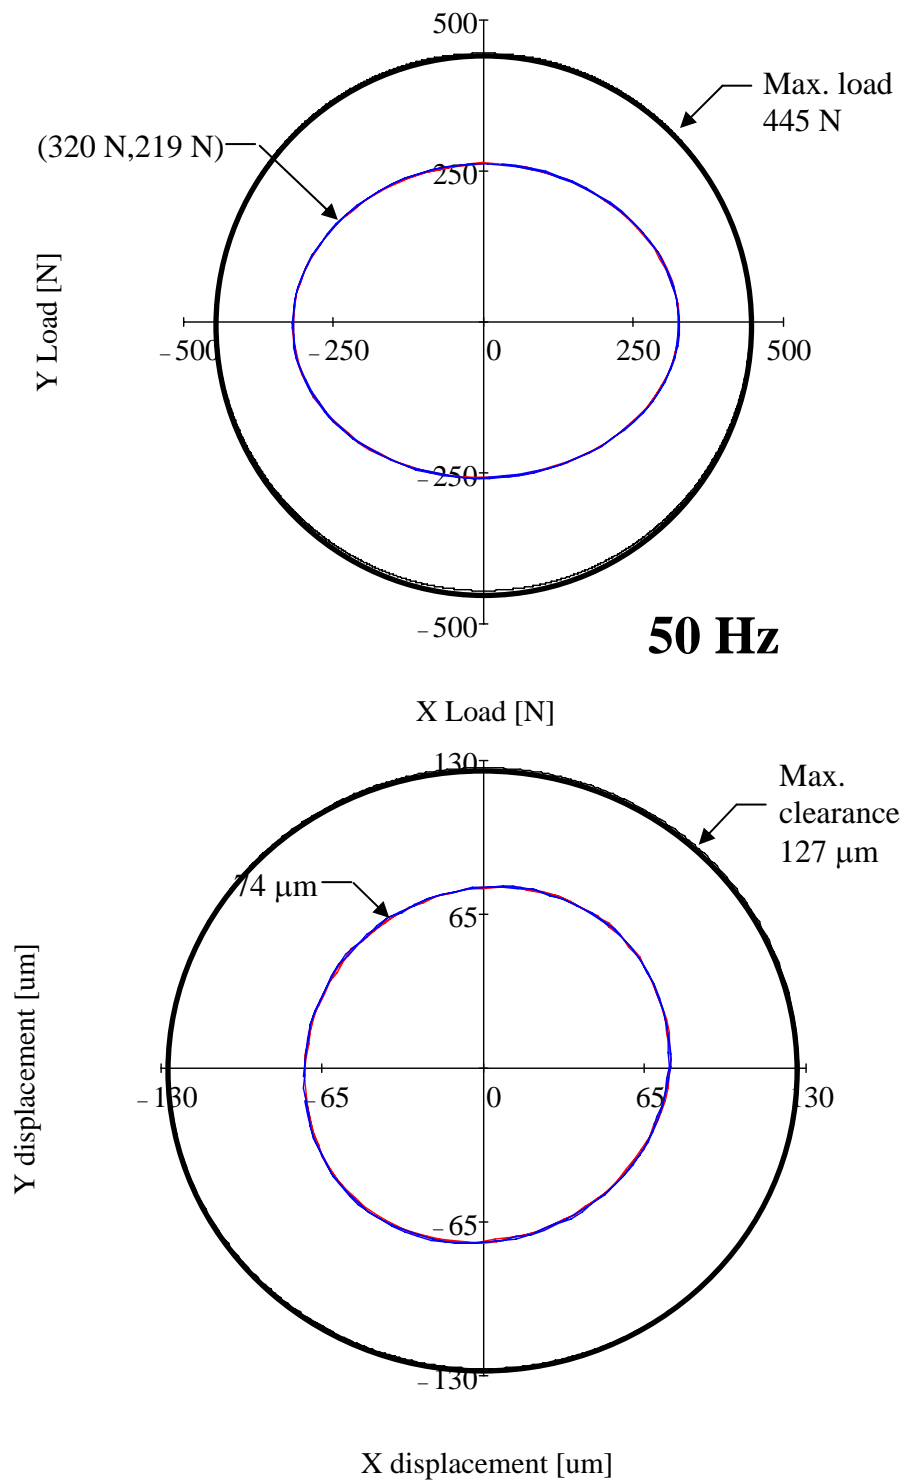 500
Max. load
445 N
(320 N,219 N)
250
Y Load [N]
−500
−250
0
250
500
−250
−500
50 Hz
X Load [N]
130
Max.
clearance
127 μm
74 μm
65
Y displacement [um]
−130
−65
0
65
130
−65
−130
X displacement [um]